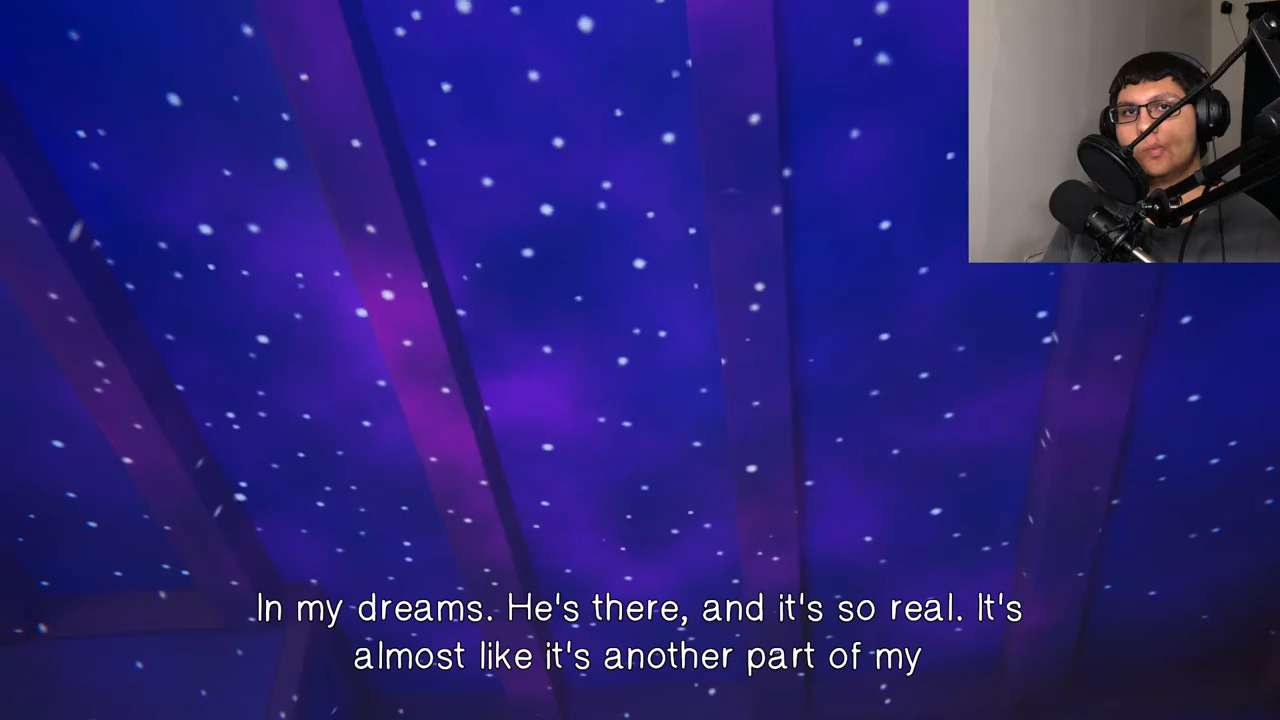 In my dreams. He's there, and it's so real. It's
almost like it's another part of my